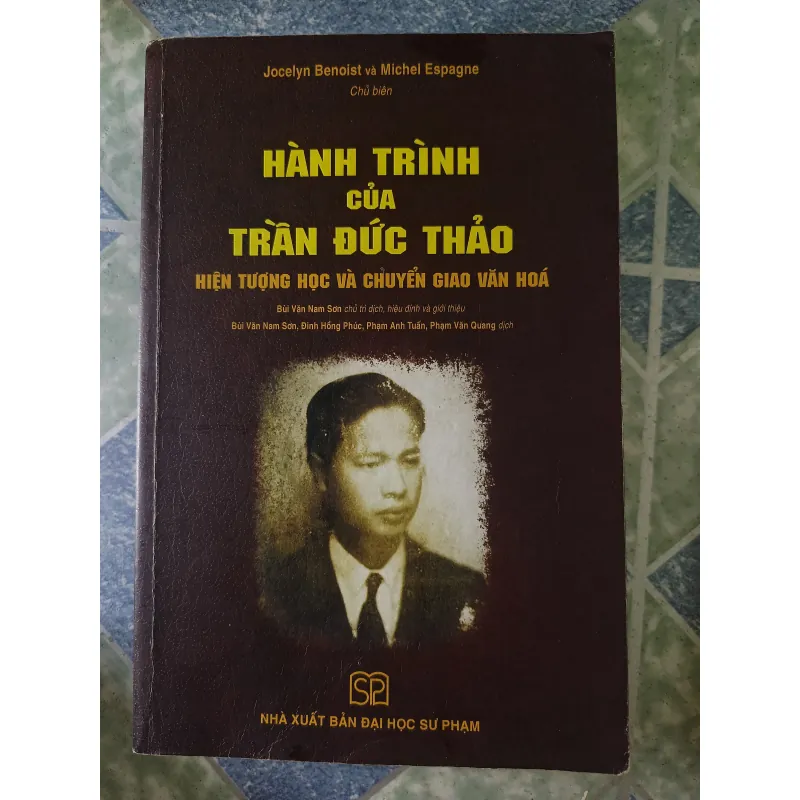 Jocelyn Benoist và Michel Espagne
Chủ biên
HÀNH TRÌNH
CỦA
TRẦN ĐỨC THẢO
HIỆN TƯỢNG HỌC VÀ CHUYỂN GIAO VĂN HOÁ
Bùi Văn Nam Sơn chủ trì dịch, hiệu đính và giới thiệu
Bùi Văn Nam Sơn, Đinh Hồng Phúc, Phạm Anh Tuấn, Phạm Văn Quang dịch
SP
NHÀ XUẤT BẢN ĐẠI HỌC SƯ PHẠM